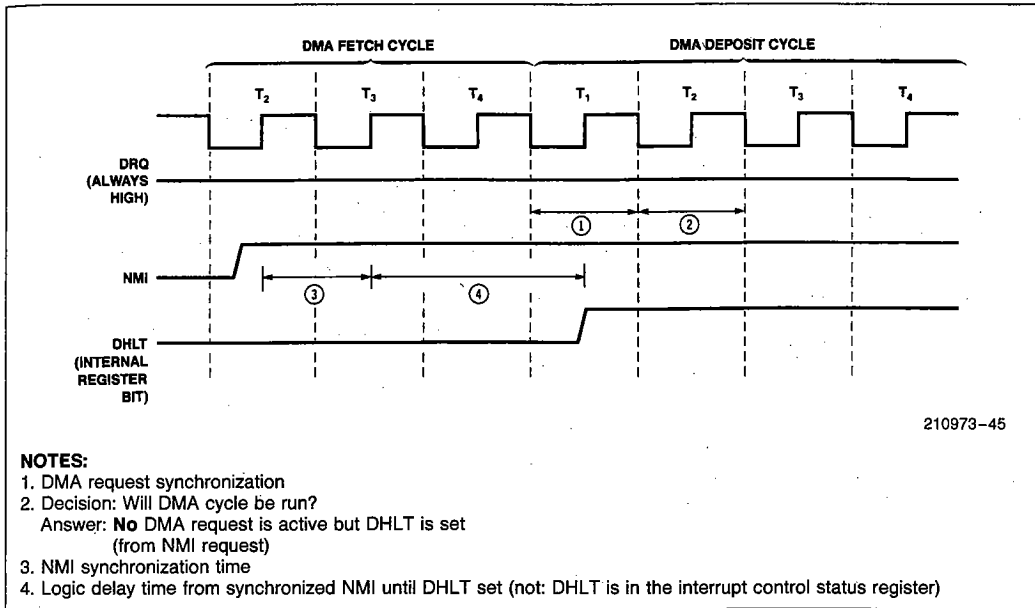 DMA FETCH CYCLE DMA DEPOSIT CYCLE
T2 T3 T4 T1 T2 T3 T4
DRQ
(ALWAYS
HIGH)
1 2
NMI
3 4
DHLT
(INTERNAL
REGISTER
BIT)
210973-45
NOTES:
1. DMA request synchronization
2. Decision: Will DMA cycle be run?
Answer: No DMA request is active but DHLT is set
(from NMI request)
3. NMI synchronization time
4. Logic delay time from synchronized NMI until DHLT set (not: DHLT is in the interrupt control status register)